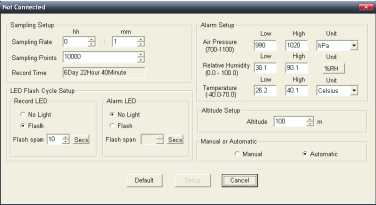 Not Connected
Sampling Setup
hh mm
Sampling Rate 0 : 1
Sampling Points 10000
Record Time 6Day 22Hour 40Minute
LED Flash Cycle Setup
Record LED
No Light
Flash
Flash span 10 Secs
Alarm LED
No Light
Flash
Flash span Secs
Alarm Setup
Low High Unit
Air Pressure
(700-1100)
990 1020 hPa
Low High Unit
Relative Humidity
(0.0 - 100.0)
30.1 90.1 %RH
Low High Unit
Temperature
(-40.0-70.0)
26.2 40.1 Celsius
Altitude Setup
Altitude 100 m
Manual or Automatic
Manual Automatic
Default Setup Cancel